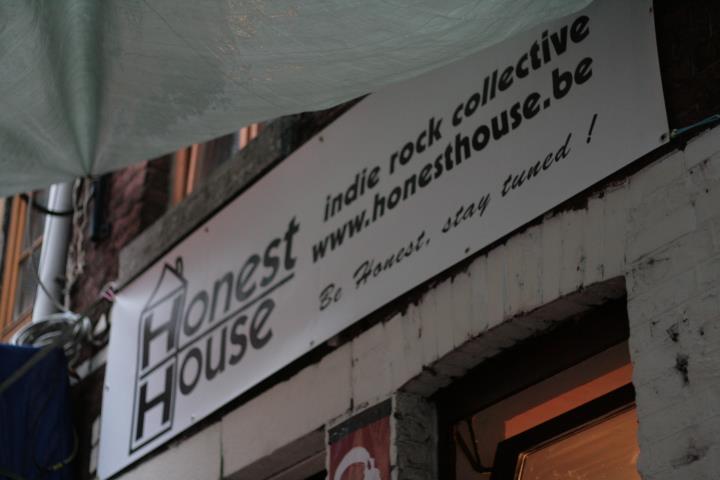 Honest
House
indie rock collective
www.honesthouse.be
Be Honest, stay tuned !